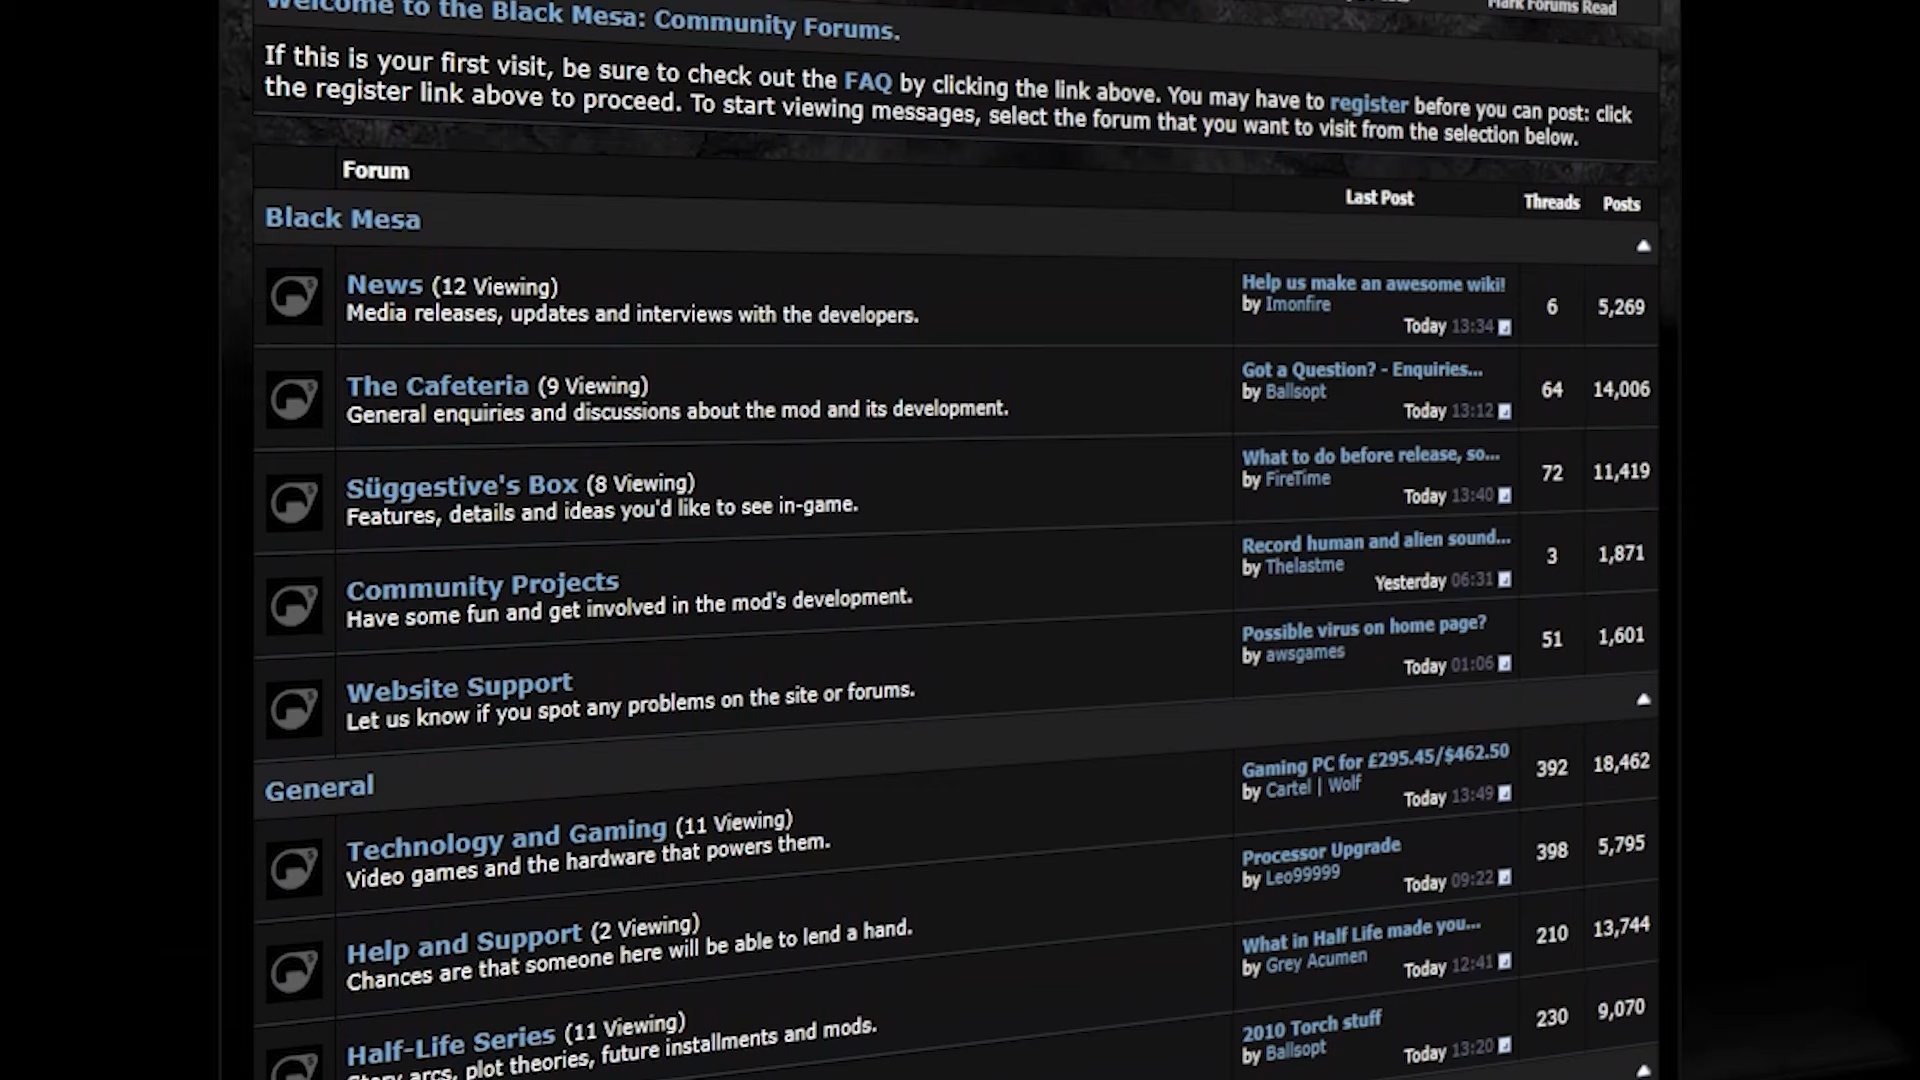 Mark Forums Read
Welcome to the Black Mesa: Community Forums.
If this is your first visit, be sure to check out the FAQ by clicking the link above. You may have to register before you can post: click
the register link above to proceed. To start viewing messages, select the forum that you want to visit from the selection below.
Forum Last Post Threads Posts
Black Mesa
News (12 Viewing)
Media releases, updates and interviews with the developers.
Help us make an awesome wiki!
by Imonfire
Today 13:34
6 5,269
The Cafeteria (9 Viewing)
General enquiries and discussions about the mod and its development.
Got a Question? - Enquiries...
by Ballsopt
Today 13:12
64 14,006
Süggestive's Box (8 Viewing)
Features, details and ideas you'd like to see in-game.
What to do before release, so...
by FireTime
Today 13:40
72 11,419
Community Projects
Have some fun and get involved in the mod's development.
Record human and alien sound...
by Thelastme
Yesterday 06:31
3 1,871
Website Support
Let us know if you spot any problems on the site or forums.
Possible virus on home page?
by awsgames
Today 01:06
51 1,601
General
Technology and Gaming (11 Viewing)
Video games and the hardware that powers them.
Gaming PC for £295.45/$462.50
by Cartel | Wolf
Today 13:49
392 18,462
Help and Support (2 Viewing)
Chances are that someone here will be able to lend a hand.
Processor Upgrade
by Leo99999
Today 09:22
398 5,795
Half-Life Series (11 Viewing)
Story arcs, plot theories, future installments and mods.
What in Half Life made you...
by Grey Acumen
Today 12:41
210 13,744
2010 Torch stuff
by Ballsopt
Today 13:20
230 9,070